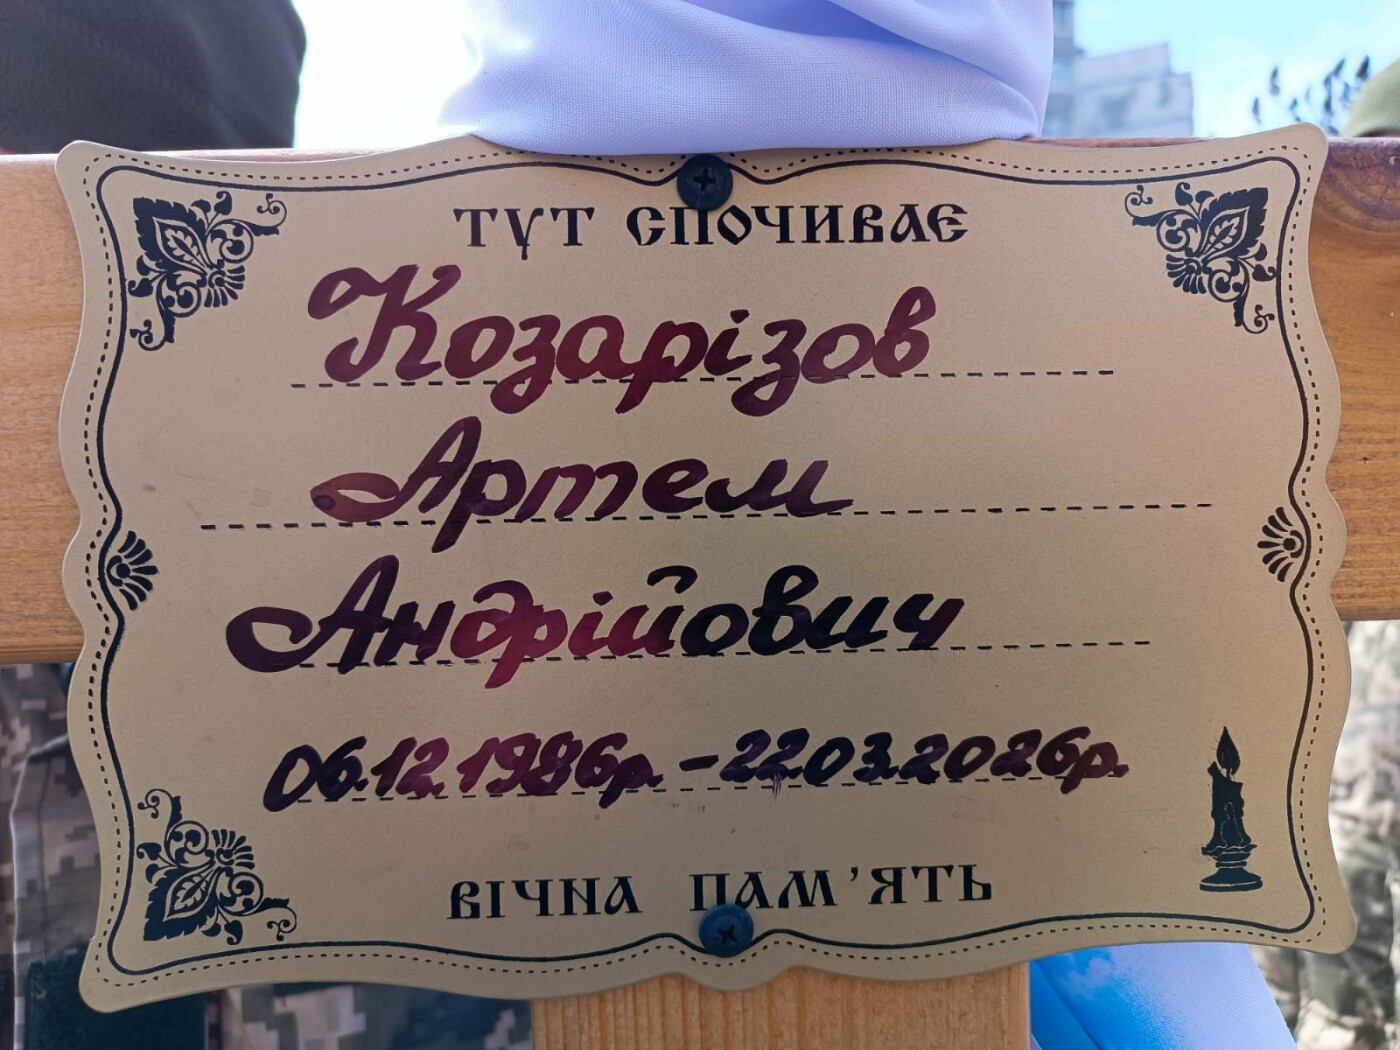 ТУТ СПОЧИВАЄ
Козарізов
Артем
Андрійович
06.12.1986р. – 22.03.2026р.
ВІЧНА ПАМ'ЯТЬ